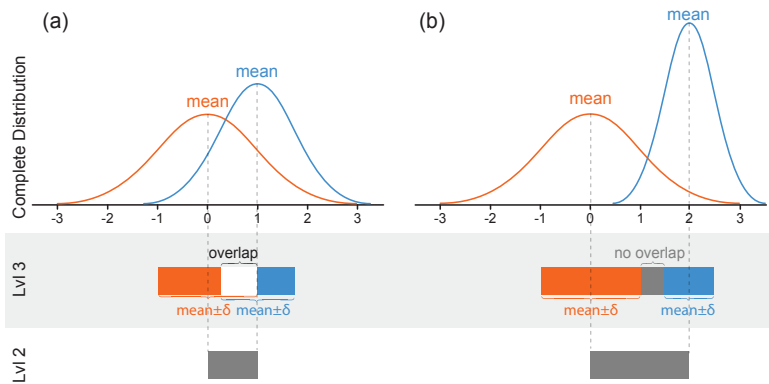 (a)
(b)
Complete Distribution
mean
mean
-3 -2 -1 0 1 2 3
mean
mean
-3 -2 -1 0 1 2 3
Lvl 3
overlap
mean±δ mean±δ
no overlap
mean±δ mean±δ
Lvl 2